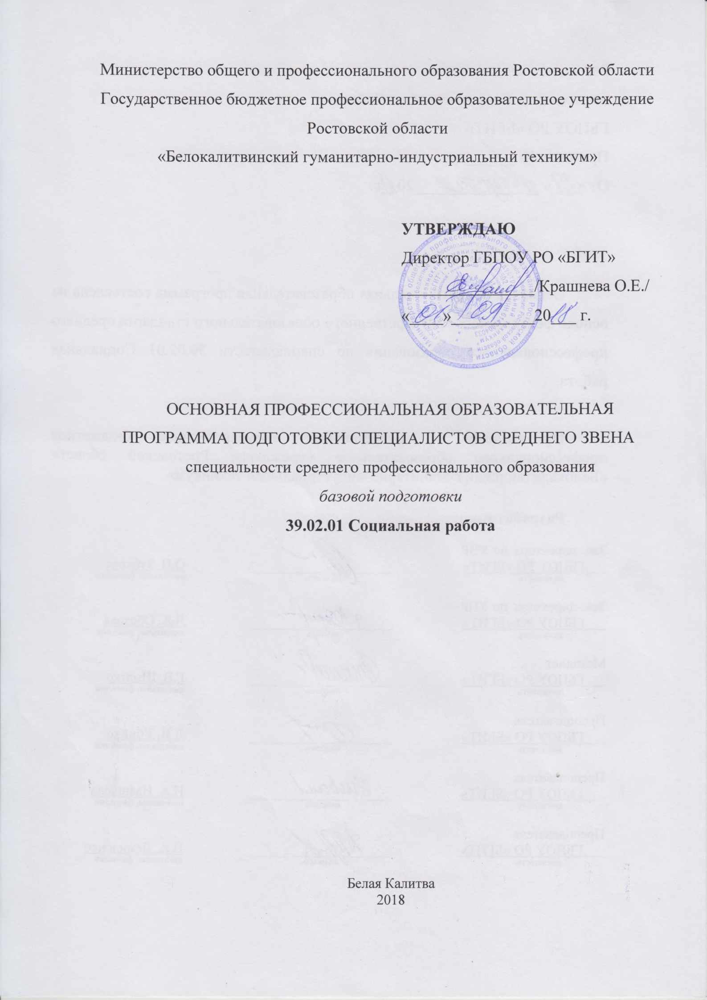 Министерство общего и профессионального образования Ростовской области
Государственное бюджетное профессиональное образовательное учреждение
Ростовской области
«Белокалитвинский гуманитарно-индустриальный техникум»
УТВЕРЖДАЮ
Директор ГБПОУ РО «БГИТ»
/Крашнева О.Е./
«01» 09 2018 г.
ОСНОВНАЯ ПРОФЕССИОНАЛЬНАЯ ОБРАЗОВАТЕЛЬНАЯ
ПРОГРАММА ПОДГОТОВКИ СПЕЦИАЛИСТОВ СРЕДНЕГО ЗВЕНА
специальности среднего профессионального образования
базовой подготовки
39.02.01 Социальная работа
Белая Калитва
2018